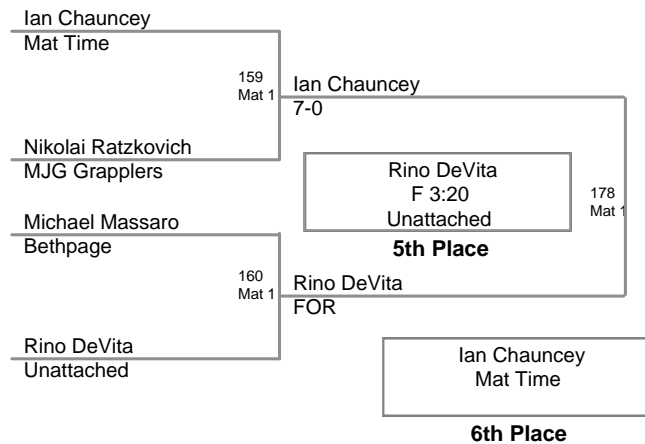 Ian Chauncey
Mat Time
159
Mat 1
Ian Chauncey
7-0
Nikolai Ratzkovich
MJG Grapplers
Rino DeVita
F 3:20
Unattached
5th Place
178
Mat 1
Michael Massaro
Bethpage
160
Mat 1
Rino DeVita
FOR
Rino DeVita
Unattached
Ian Chauncey
Mat Time
6th Place